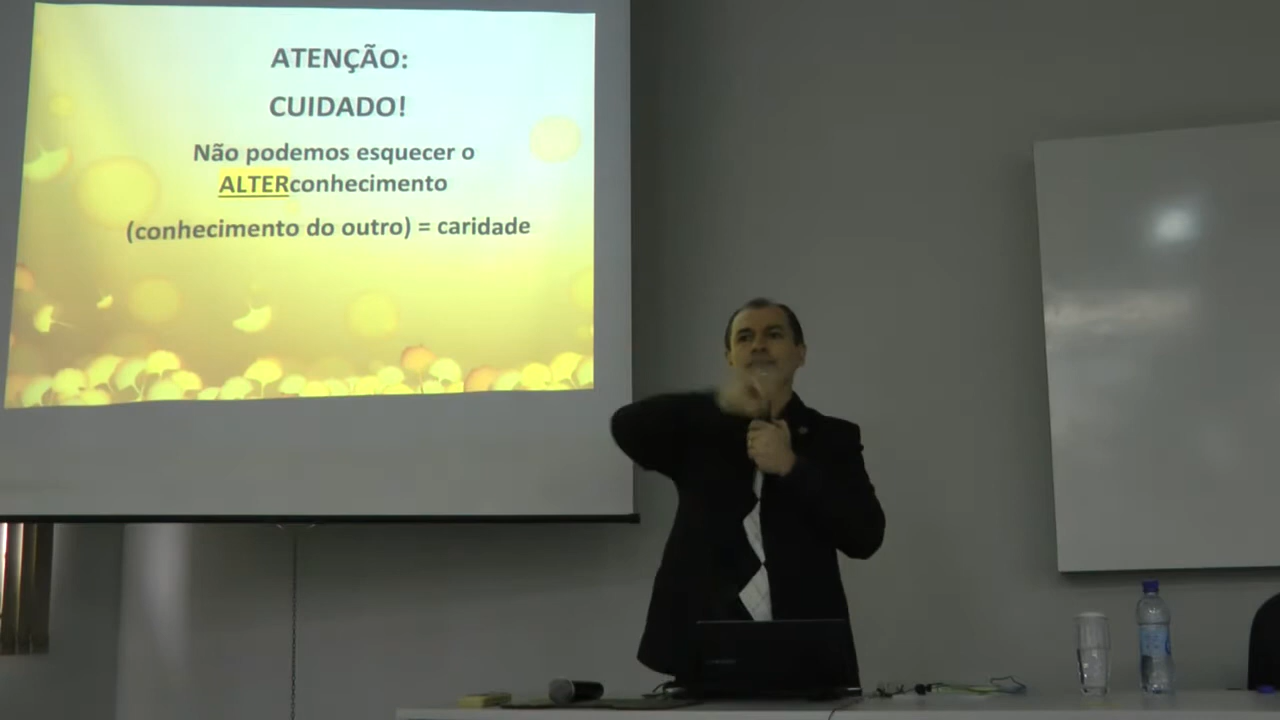 ATENÇÃO:
CUIDADO!
Não podemos esquecer o
ALTERconhecimento
(conhecimento do outro) = caridade